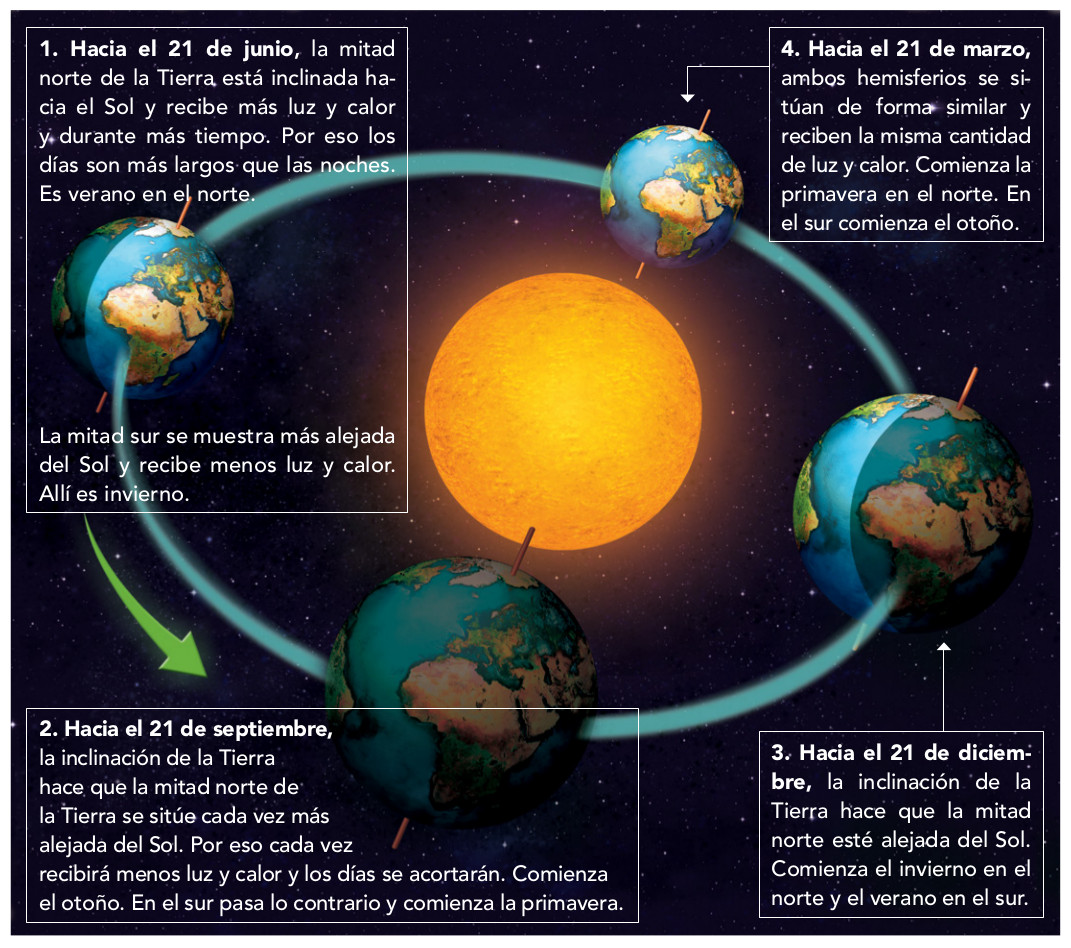 1. Hacia el 21 de junio, la mitad
norte de la Tierra está inclinada ha-
cia el Sol y recibe más luz y calor
y durante más tiempo. Por eso los
días son más largos que las noches.
Es verano en el norte.
La mitad sur se muestra más alejada
del Sol y recibe menos luz y calor.
Allí es invierno.
2. Hacia el 21 de septiembre,
la inclinación de la Tierra
hace que la mitad norte de
la Tierra se sitúe cada vez más
alejada del Sol. Por eso cada vez
recibirá menos luz y calor y los días se acortarán. Comienza
el otoño. En el sur pasa lo contrario y comienza la primavera.
3. Hacia el 21 de diciem-
bre, la inclinación de la
Tierra hace que la mitad
norte esté alejada del Sol.
Comienza el invierno en el
norte y el verano en el sur.
4. Hacia el 21 de marzo,
ambos hemisferios se si-
túan de forma similar y
reciben la misma cantidad
de luz y calor. Comienza la
primavera en el norte. En
el sur comienza el otoño.